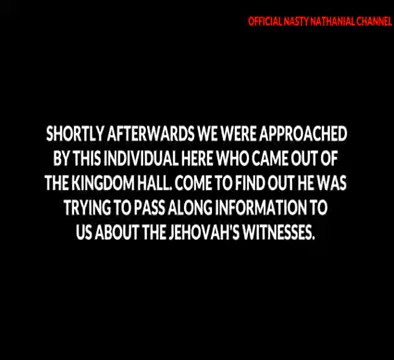 OFFICIAL NASTY NATHANIAL CHANNEL
SHORTLY AFTERWARDS WE WERE APPROACHED
BY THIS INDIVIDUAL HERE WHO CAME OUT OF
THE KINGDOM HALL. COME TO FIND OUT HE WAS
TRYING TO PASS ALONG INFORMATION TO
US ABOUT THE JEHOVAH'S WITNESSES.